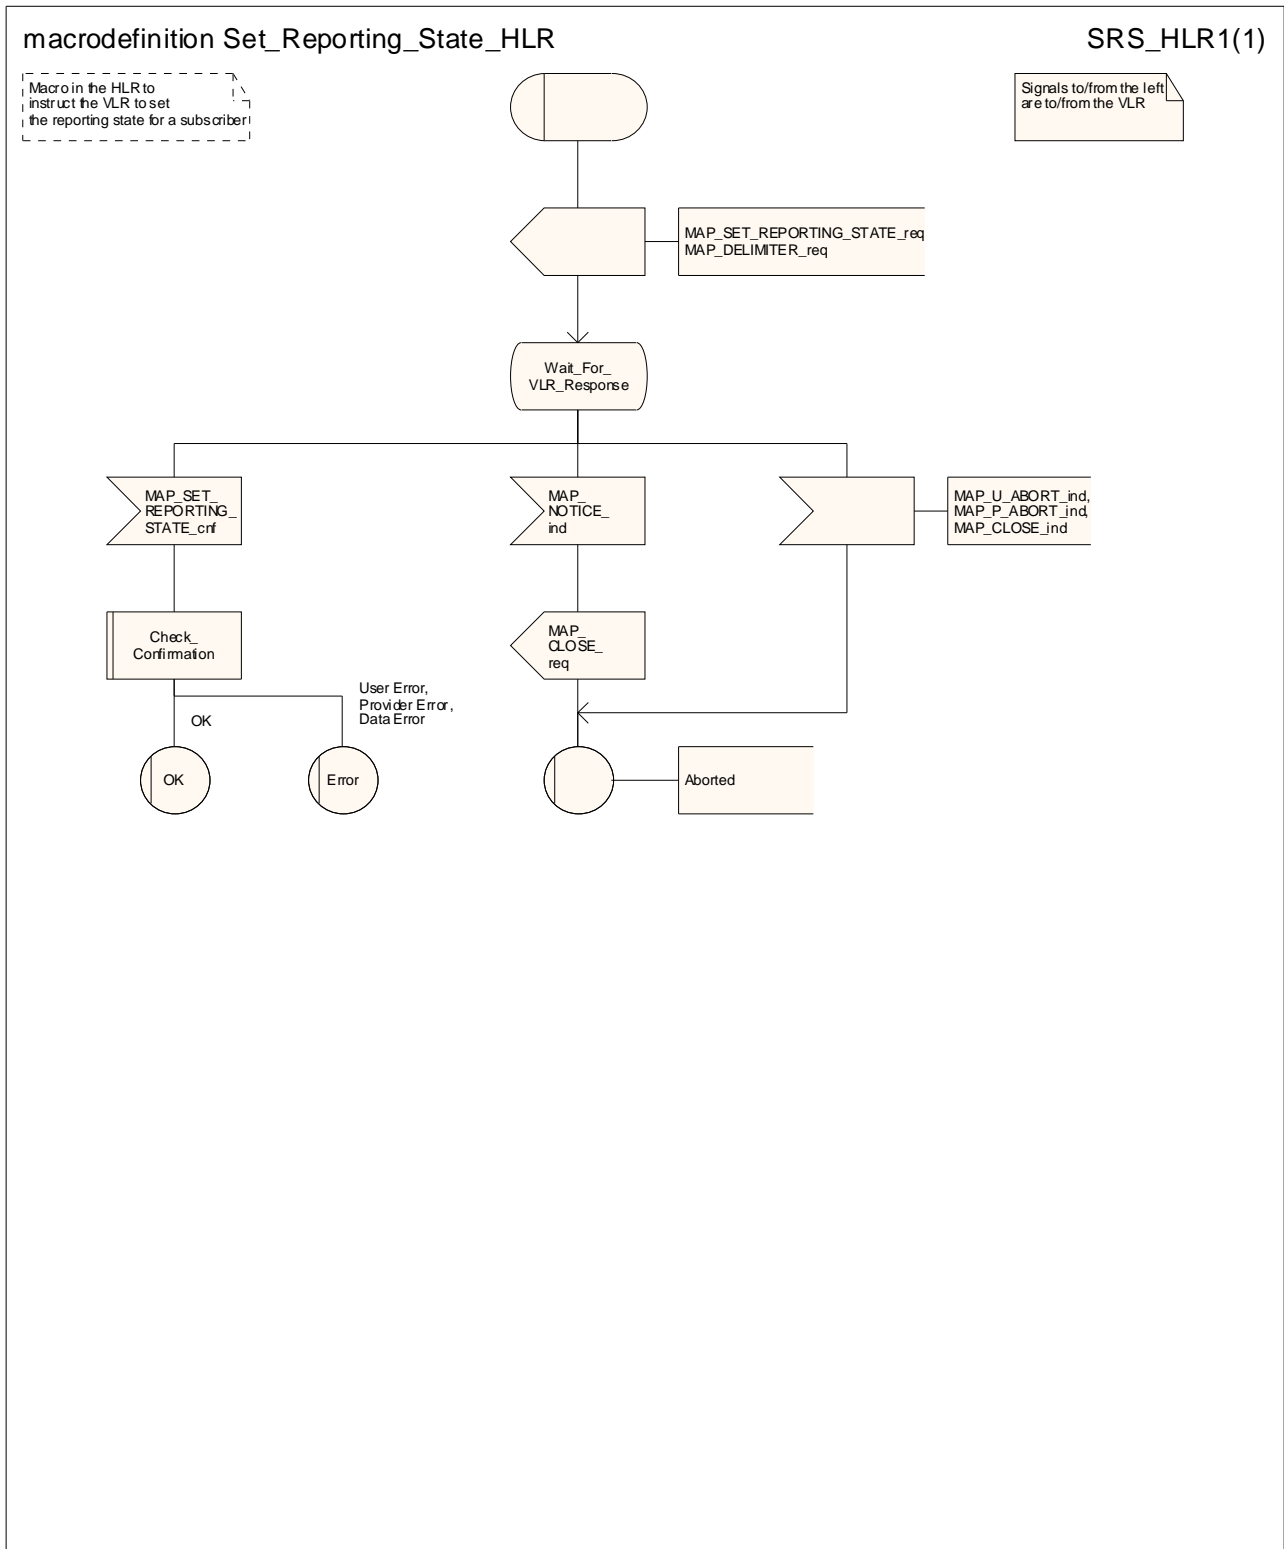 macrodefinition Set_Reporting_State_HLR
SRS_HLR1(1)
Macro in the HLR to
instruct the VLR to set
the reporting state for a subscriber
Signals to/from the left
are to/from the VLR
MAP_SET_REPORTING_STATE_req
MAP_DELIMITER_req
Wait_For_
VLR_Response
MAP_SET_
REPORTING_
STATE_cnf
MAP_
NOTICE_
ind
MAP_U_ABORT_ind,
MAP_P_ABORT_ind,
MAP_CLOSE_ind
Check_
Confirmation
MAP_
CLOSE_
req
OK
User Error,
Provider Error,
Data Error
OK
Error
Aborted